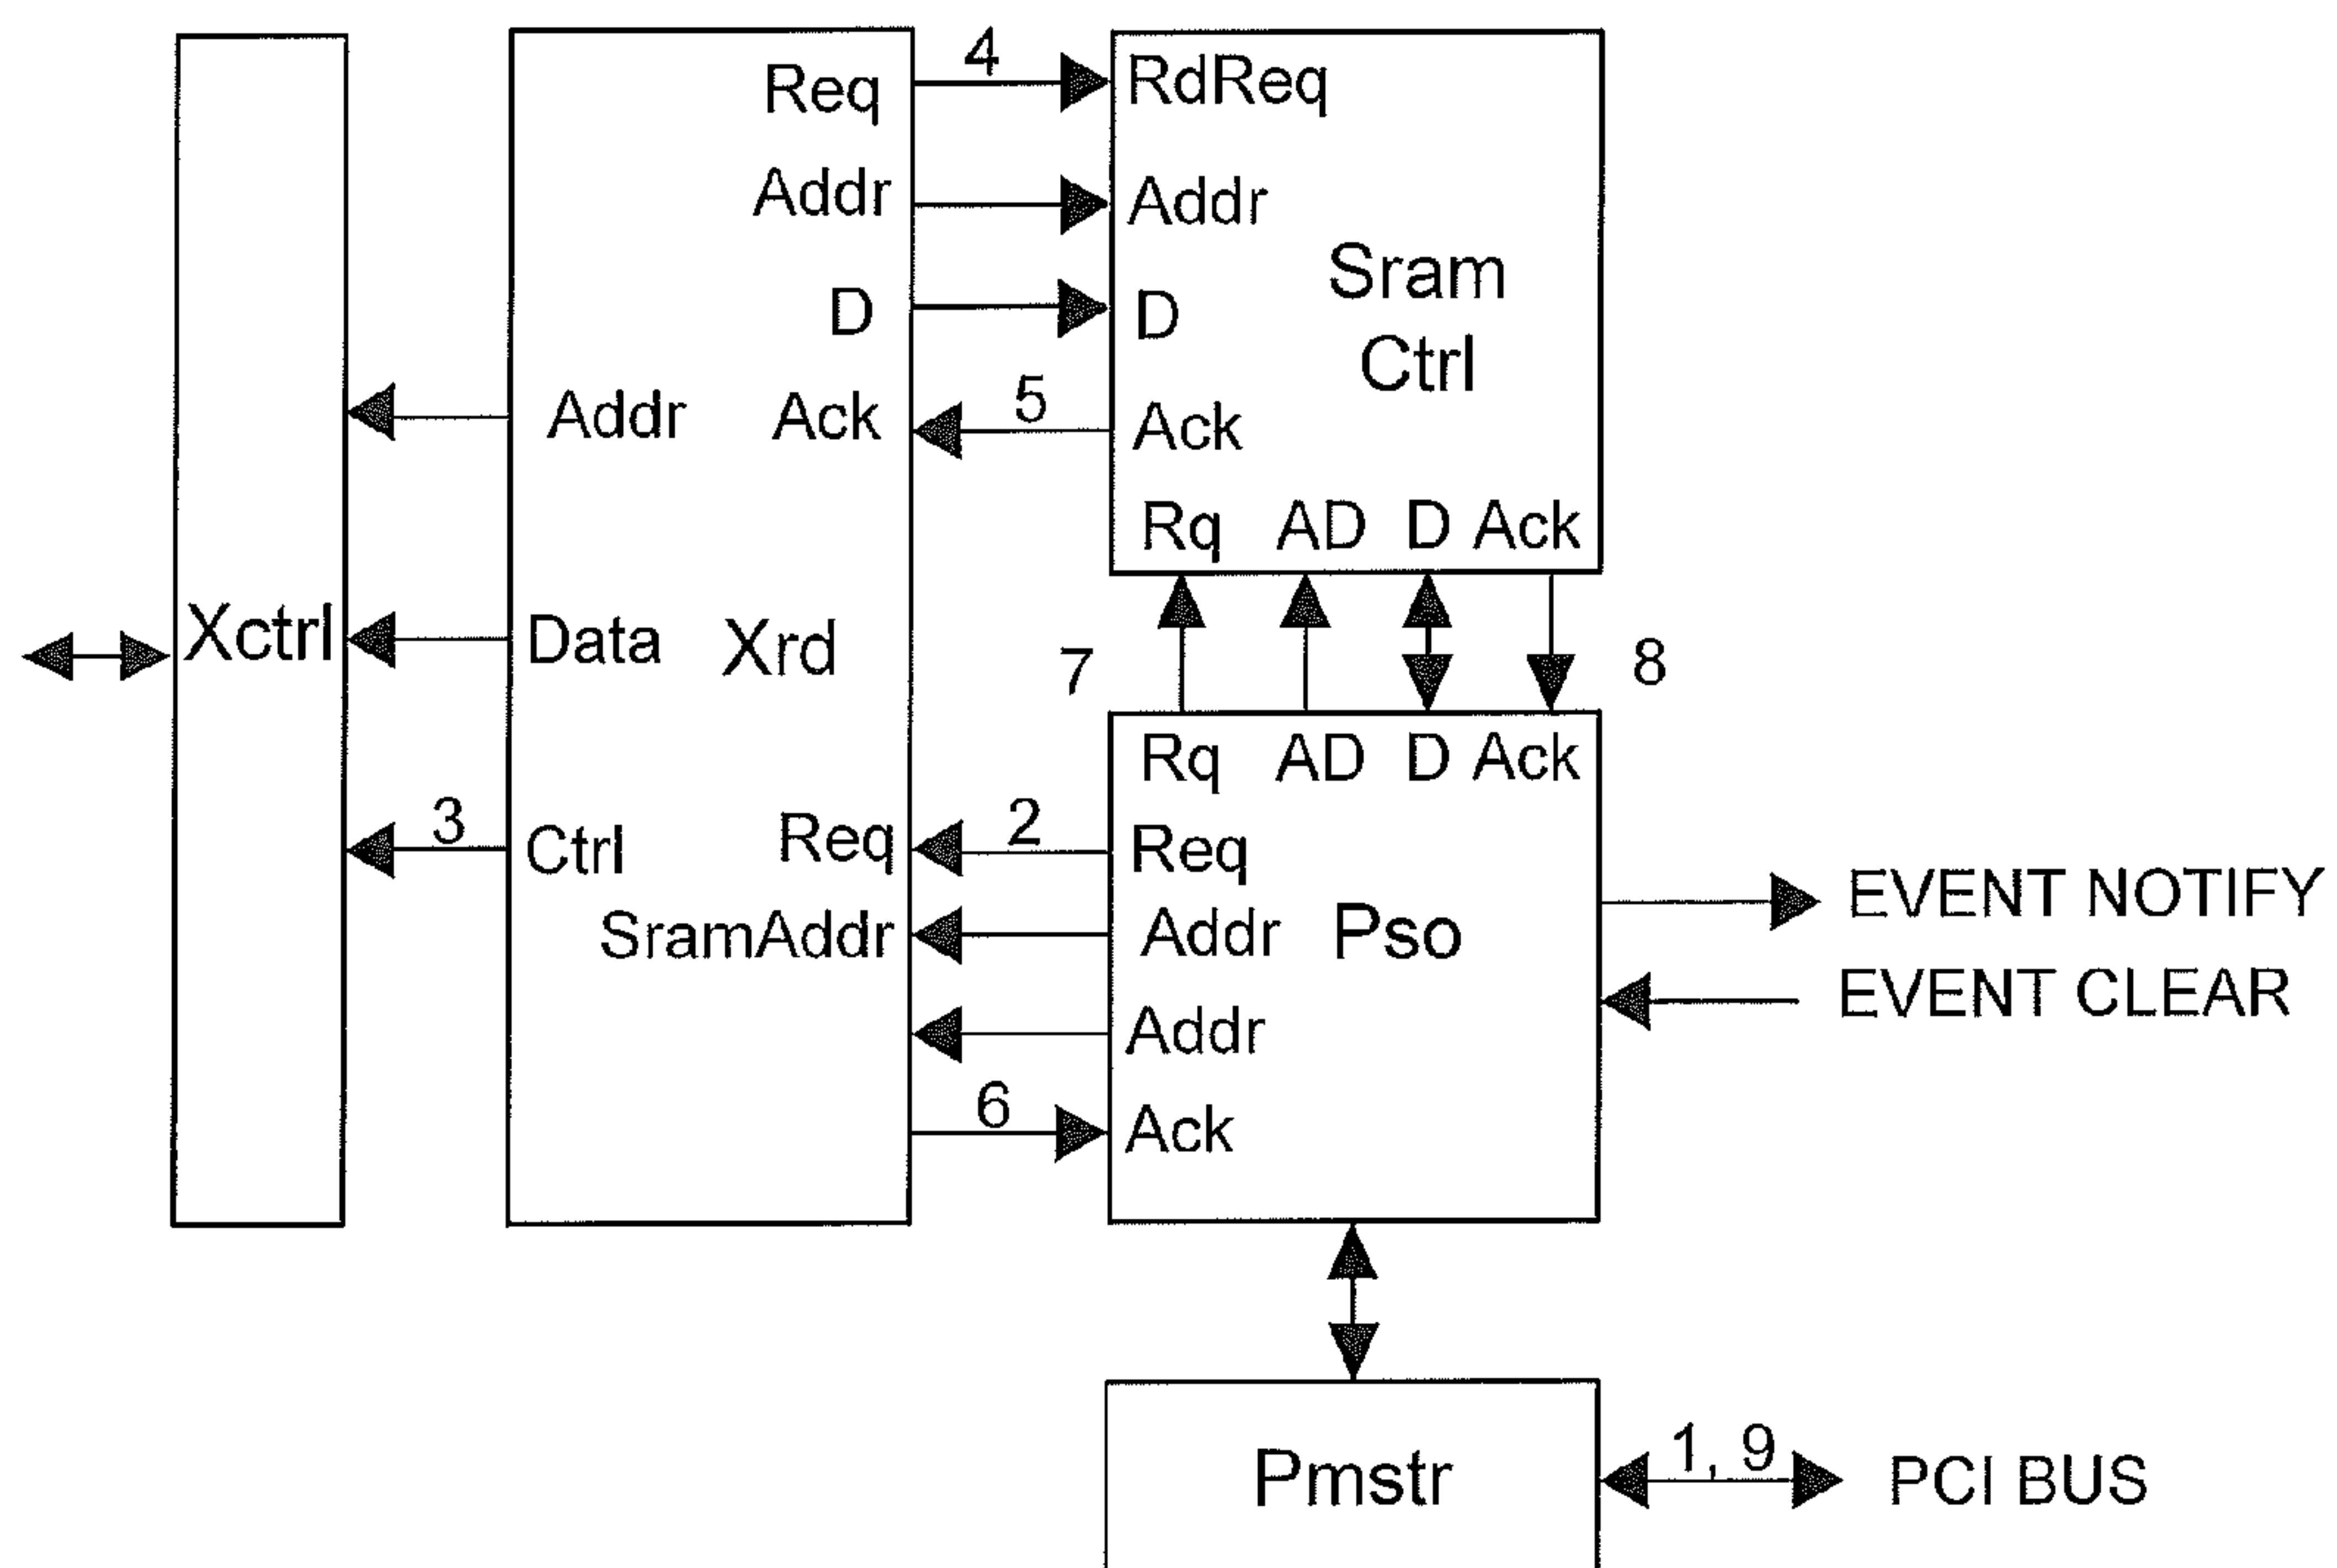 Req 4 RdReq
Addr Addr
D D
Sram
Ctrl
Addr Ack 5 Ack
Rq AD D Ack
Xctrl Data Xrd 7 8
Rq AD D Ack
3 Ctrl Req 2 Req
SramAddr Addr Pso
EVENT NOTIFY
EVENT CLEAR
Addr
6 Ack
Pmstr 1, 9 PCI BUS